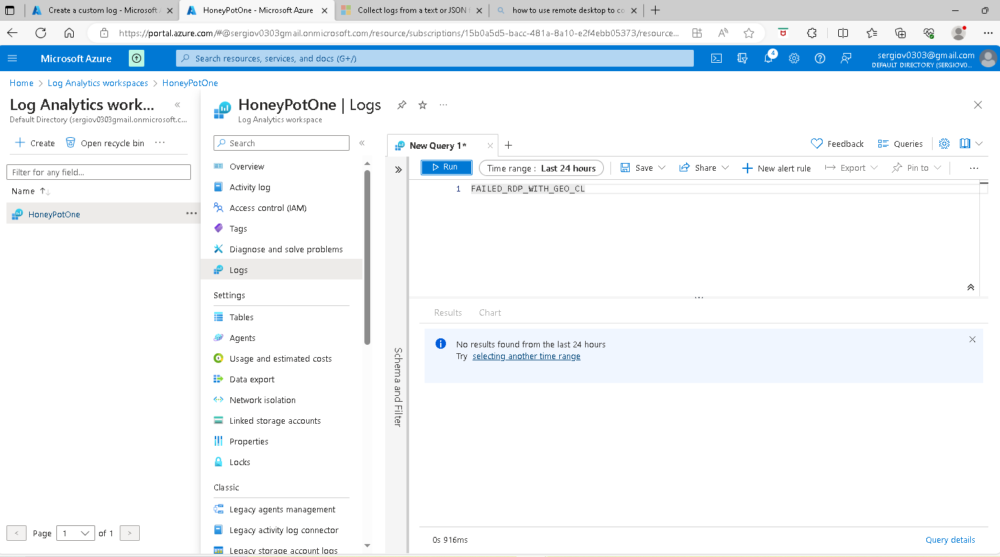 Create a custom log - Microsoft A
HoneyPotOne - Microsoft Azure
Collect logs from a text or JSON f
how to use remote desktop to co
https://portal.azure.com/#@sergiov0303gmail.onmicrosoft.com/resource/subscriptions/15b0a5d5-bacc-481a-8a10-e2f4ebb05373/resource...
Microsoft Azure
Search resources, services, and docs (G+/)
4
sergiov0303@gmail.com
DEFAULT DIRECTORY (SERGIOV0...
Home > Log Analytics workspaces > HoneyPotOne
Log Analytics work...
Default Directory (sergiov0303gmail.onmicrosoft.c...
Create
Open recycle bin
Filter for any field...
Name
HoneyPotOne
Page 1 of 1
HoneyPotOne | Logs
Log Analytics workspace
Search
Overview
Activity log
Access control (IAM)
Tags
Diagnose and solve problems
Logs
Settings
Tables
Agents
Usage and estimated costs
Data export
Network isolation
Linked storage accounts
Properties
Locks
Classic
Legacy agents management
Legacy activity log connector
Legacy storage account logs
New Query 1*
Feedback
Queries
Run
Time range : Last 24 hours
Save
Share
New alert rule
Export
Pin to
1 FAILED_RDP_WITH_GEO_CL
Schema and Filter
Results
Chart
No results found from the last 24 hours
Try selecting another time range
0s 916ms
Query details